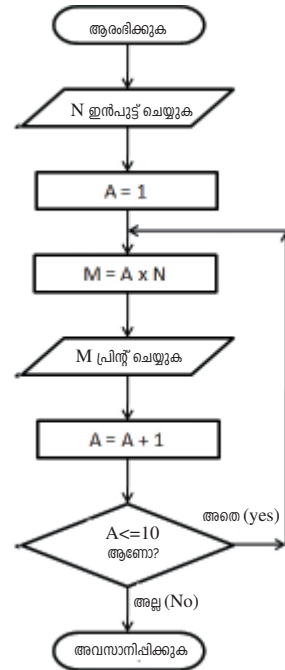 ആരംഭിക്കുക
N ഇൻപുട്ട് ചെയ്യുക
A = 1
M = A x N
M പ്രിന്റ് ചെയ്യുക
A = A + 1
A<=10
ആണോ?
അതെ (yes)
അല്ല (No)
അവസാനിപ്പിക്കുക